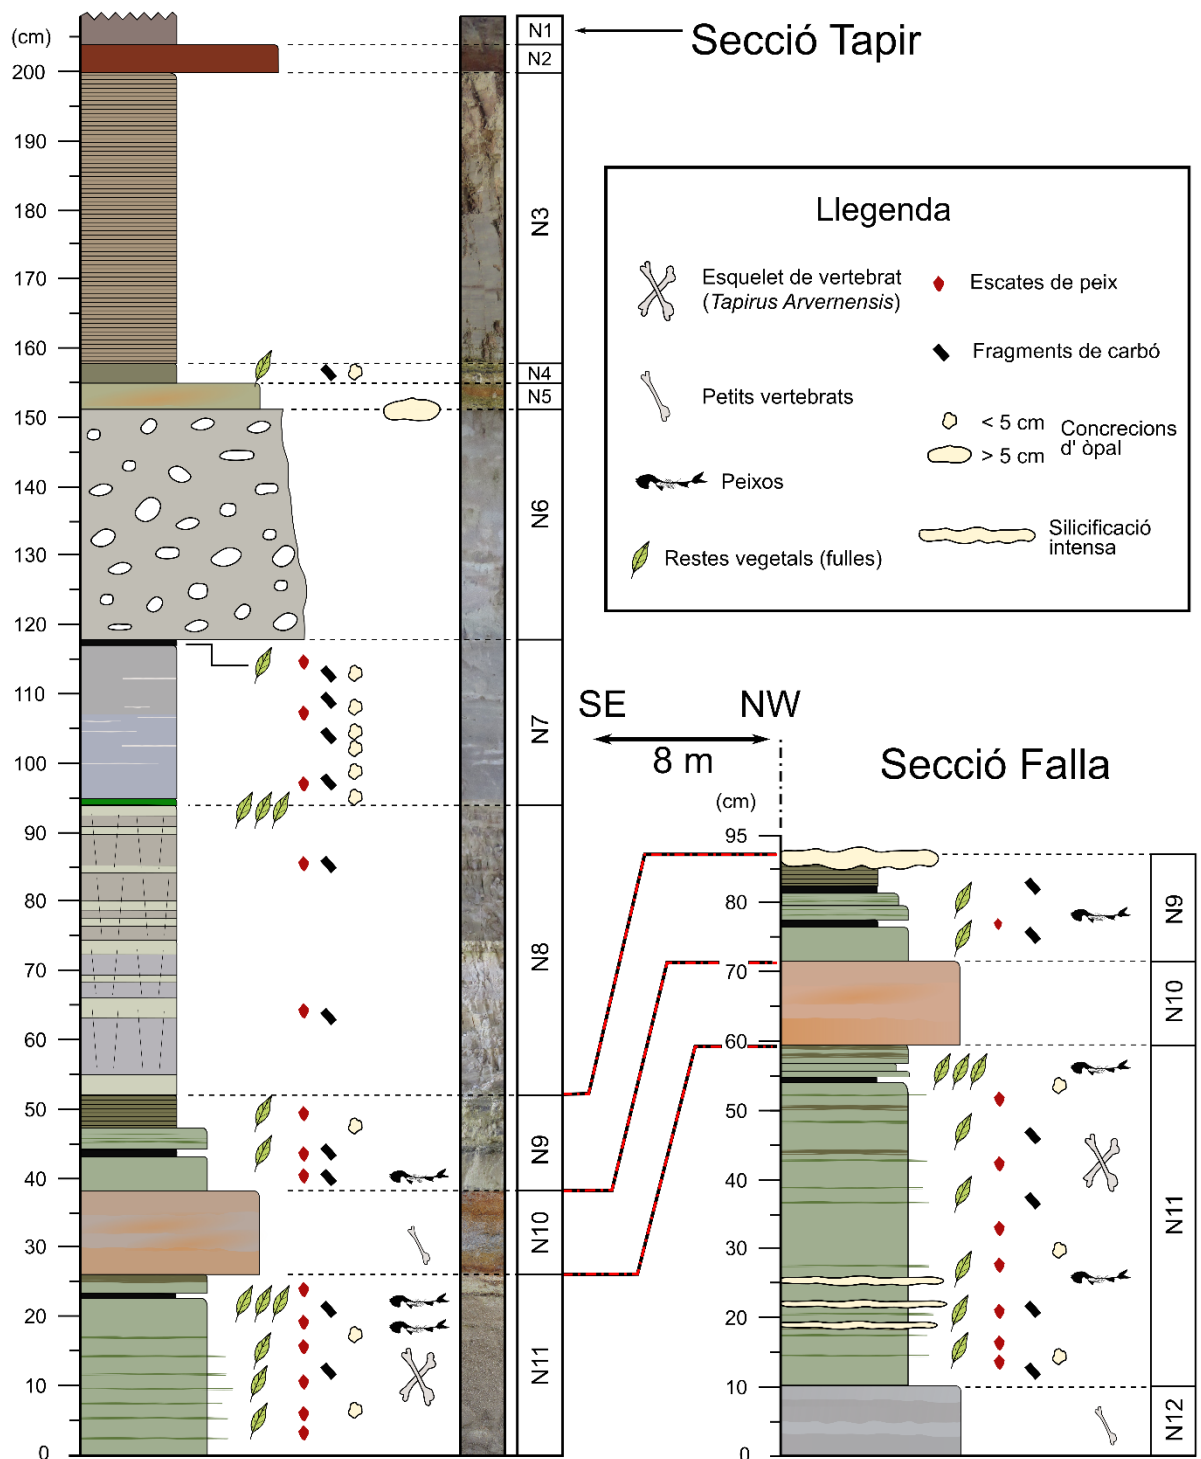 (cm)
200
190
180
170
160
150
140
130
120
110
100
90
80
70
60
50
40
30
20
10
0
N1
N2
N3
N4
N5
N6
N7
N8
N9
N10
N11
Secció Tapir
Llegenda
Esquelet de vertebrat
(Tapirus Arvernensis)
Petits vertebrats
Peixos
Restes vegetals (fulles)
Escates de peix
Fragments de carbó
< 5 cm
> 5 cm
Concrecions
d' òpal
Silicificació
intensa
SE
NW
8 m
Secció Falla
(cm)
95
80
70
60
50
40
30
20
10
0
N9
N10
N11
N12